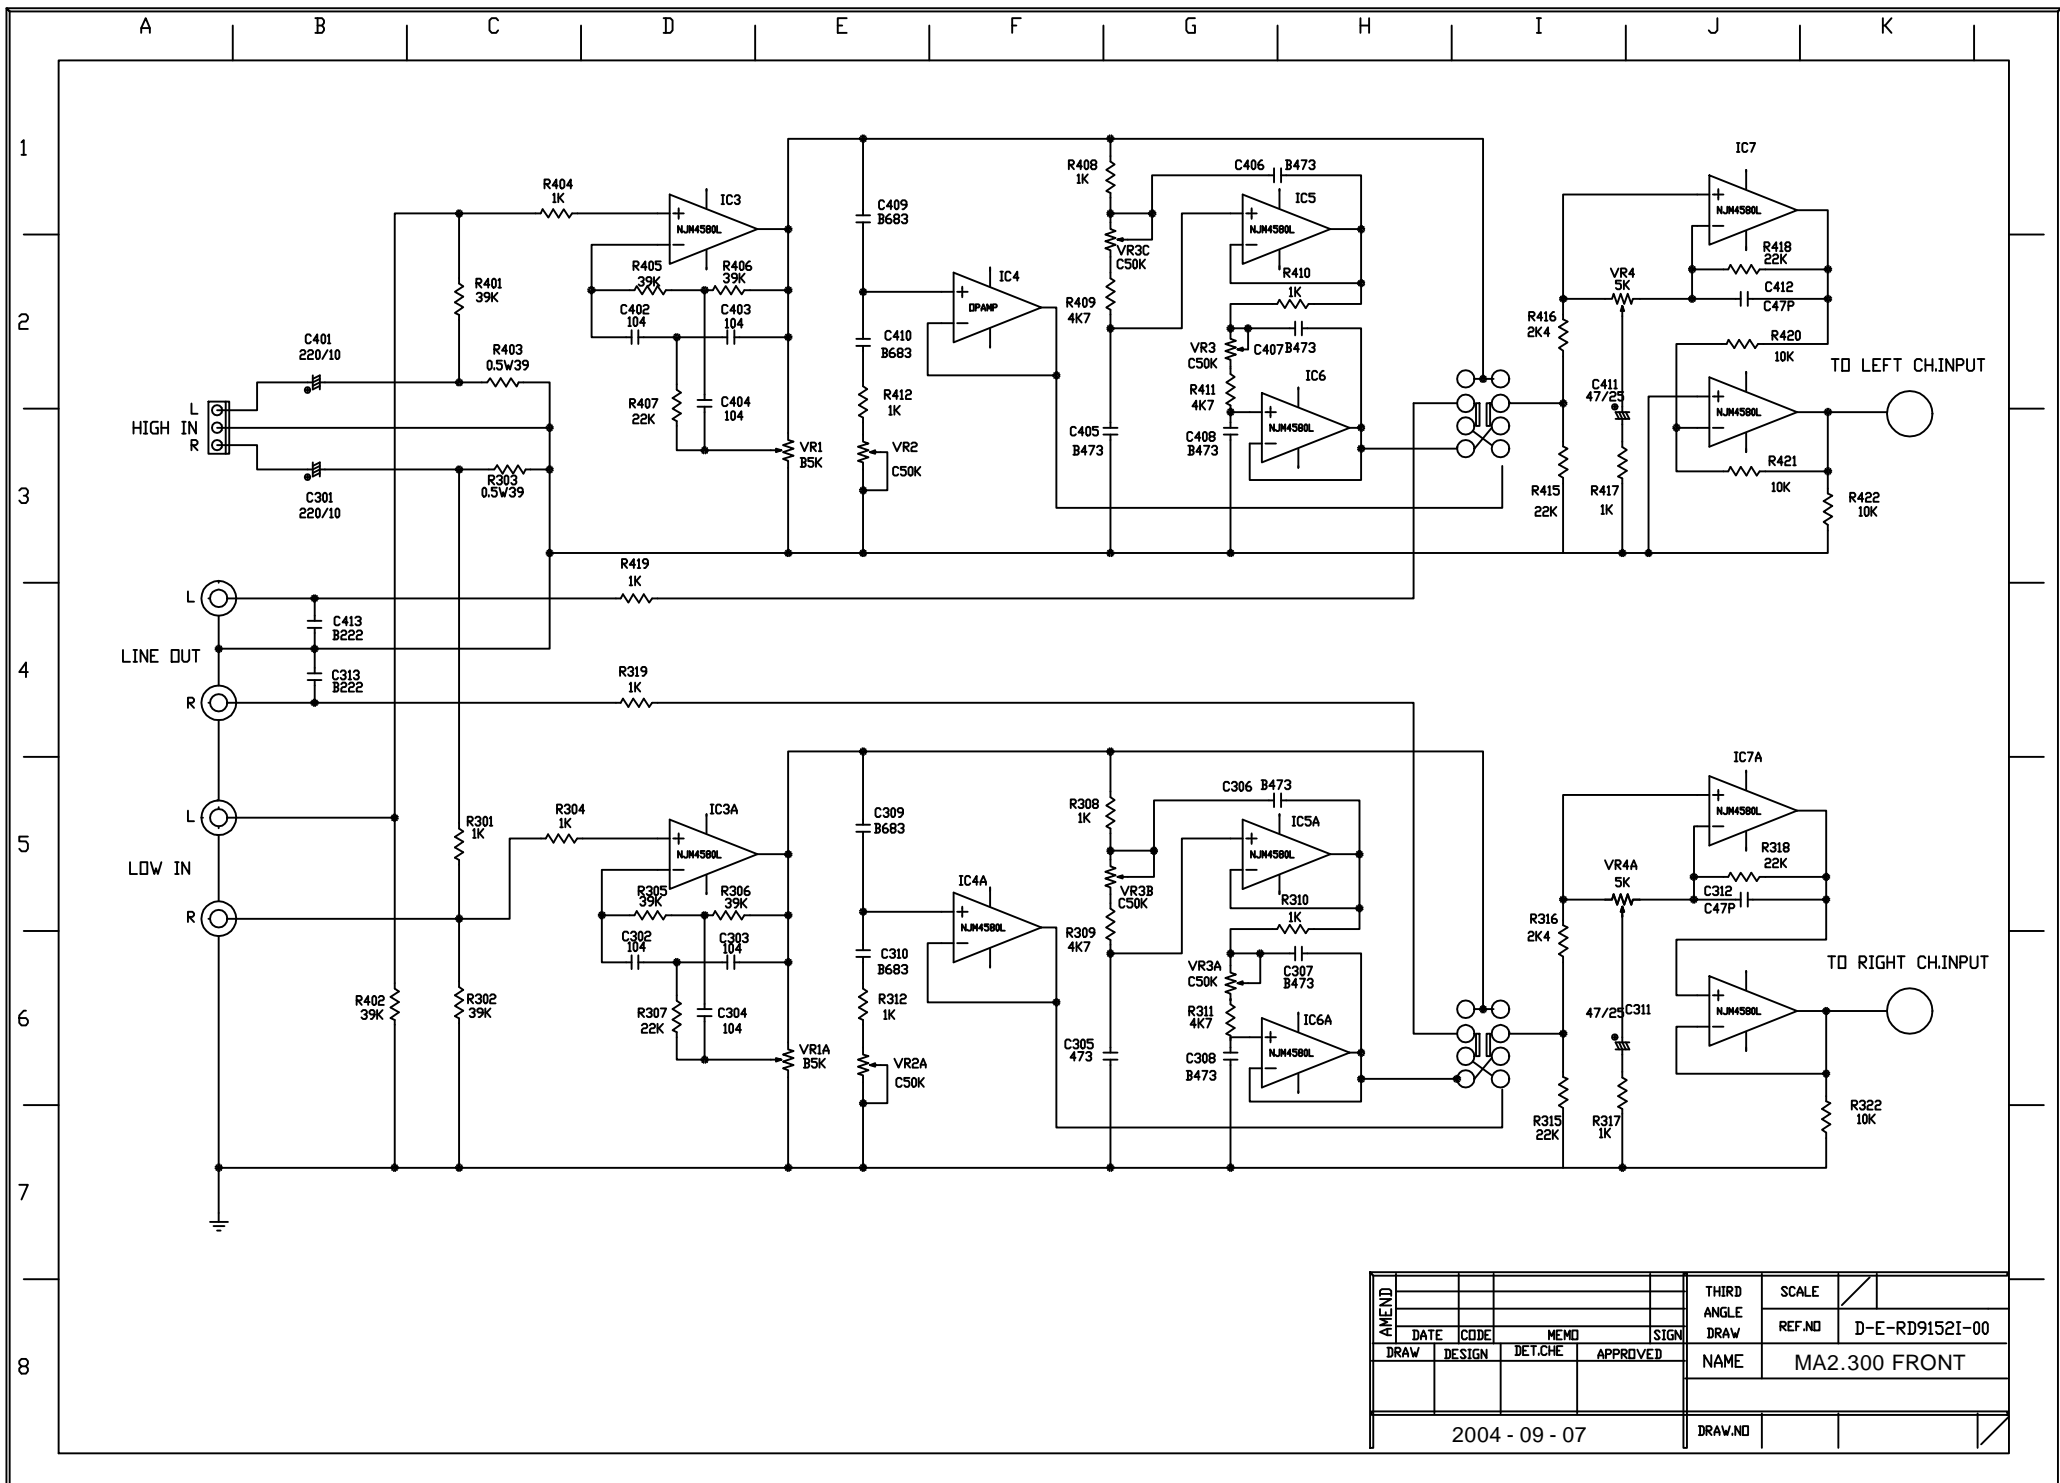 A B C D E F G H I J K
1
2
3
4
5
6
7
8
R404
1K
IC3
NJM4580L
R405
39K
R406
39K
C402
104
C403
104
R407
22K
C404
104
VR1
B5K
R401
39K
C401
220/10
R403
0.5W39
HIGH IN
L
R
R303
0.5W39
C301
220/10
C409
B683
C410
B683
R412
1K
VR2
C50K
IC4
OPAMP
R408
1K
VR3C
C50K
R409
4K7
C405
B473
C406 B473
IC5
NJM4580L
R410
1K
VR3
C50K
C407 B473
R411
4K7
IC6
NJM4580L
C408
B473
IC7
NJM4580L
R418
22K
VR4
5K
C412
C47P
R416
2K4
R420
10K
C411
47/25
NJM4580L
R421
10K
R415
22K
R417
1K
R422
10K
TO LEFT CH.INPUT
R419
1K
L
C413
B222
LINE OUT
C313
B222
R
R319
1K
L
LOW IN
R
R301
1K
R304
1K
IC3A
NJM4580L
R305
39K
R306
39K
C302
104
C303
104
R402
39K
R302
39K
R307
22K
C304
104
VR1A
B5K
C309
B683
C310
B683
R312
1K
VR2A
C50K
IC4A
NJM4580L
R308
1K
VR3B
C50K
R309
4K7
C305
473
C306 B473
IC5A
NJM4580L
R310
1K
VR3A
C50K
C307
B473
R311
4K7
IC6A
NJM4580L
C308
B473
IC7A
NJM4580L
R318
22K
VR4A
5K
C312
C47P
R316
2K4
47/25 C311
NJM4580L
R315
22K
R317
1K
R322
10K
TO RIGHT CH.INPUT
AMEND
DATE CODE MEMO SIGN
DRAW DESIGN DET.CHE APPROVED
THIRD
ANGLE
DRAW
SCALE
REF.NO D-E-RD9152I-00
NAME MA2.300 FRONT
2004 - 09 - 07
DRAW.NO